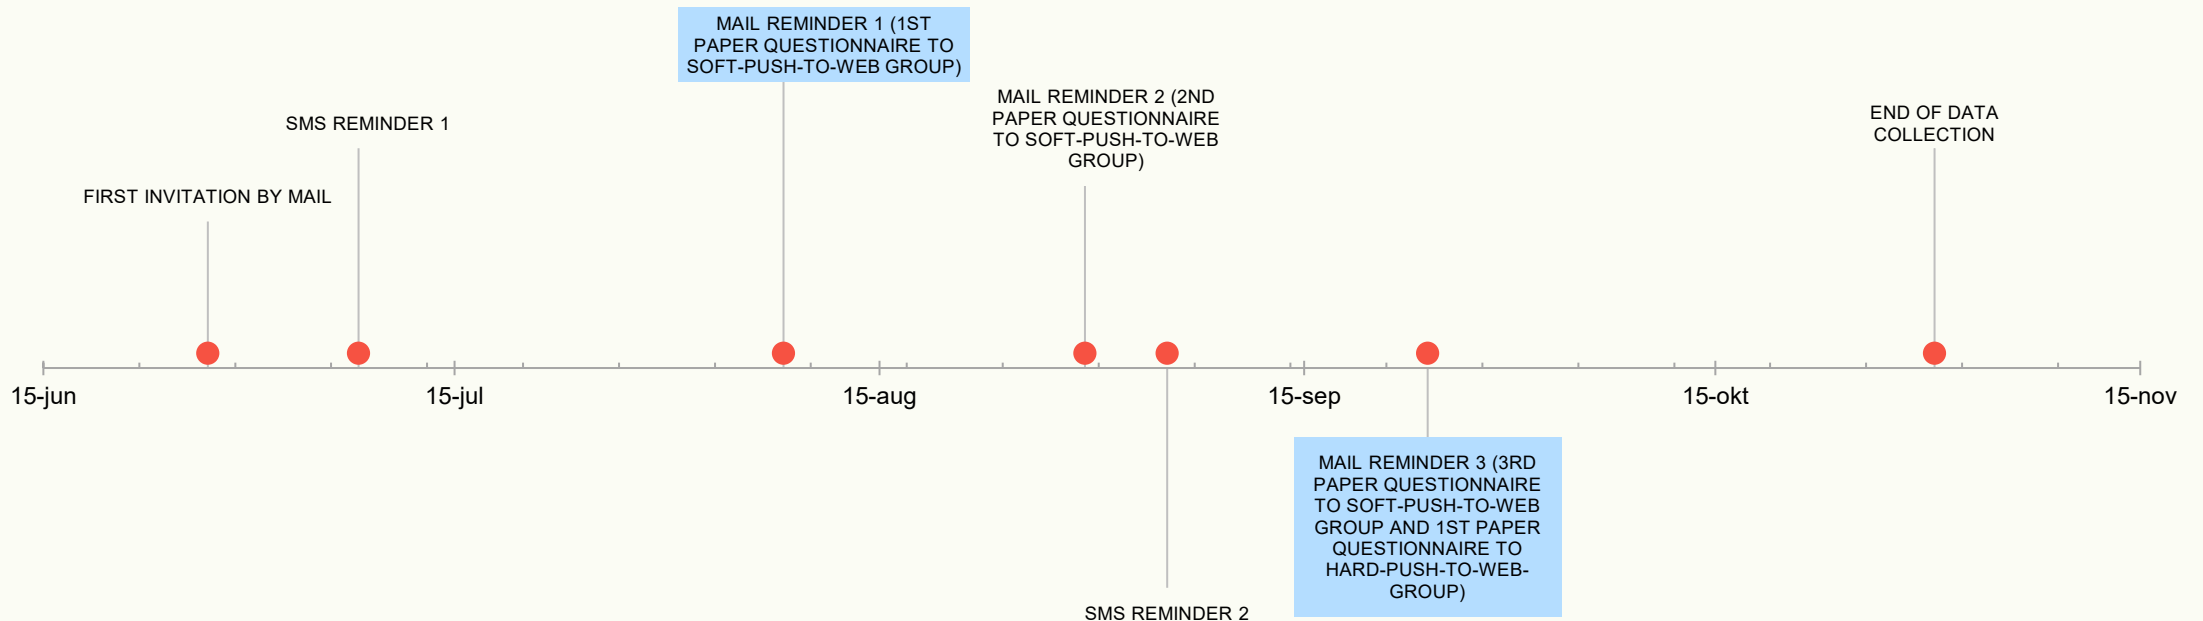 MAIL REMINDER 1 (1ST
PAPER QUESTIONNAIRE TO
SOFT-PUSH-TO-WEB GROUP)
MAIL REMINDER 2 (2ND
PAPER QUESTIONNAIRE
TO SOFT-PUSH-TO-WEB
GROUP)
END OF DATA
COLLECTION
SMS REMINDER 1
FIRST INVITATION BY MAIL
15-jun
15-jul
15-aug
15-sep
15-okt
15-nov
MAIL REMINDER 3 (3RD
PAPER QUESTIONNAIRE
TO SOFT-PUSH-TO-WEB
GROUP AND 1ST PAPER
QUESTIONNAIRE TO
HARD-PUSH-TO-WEB-
GROUP)
SMS REMINDER 2